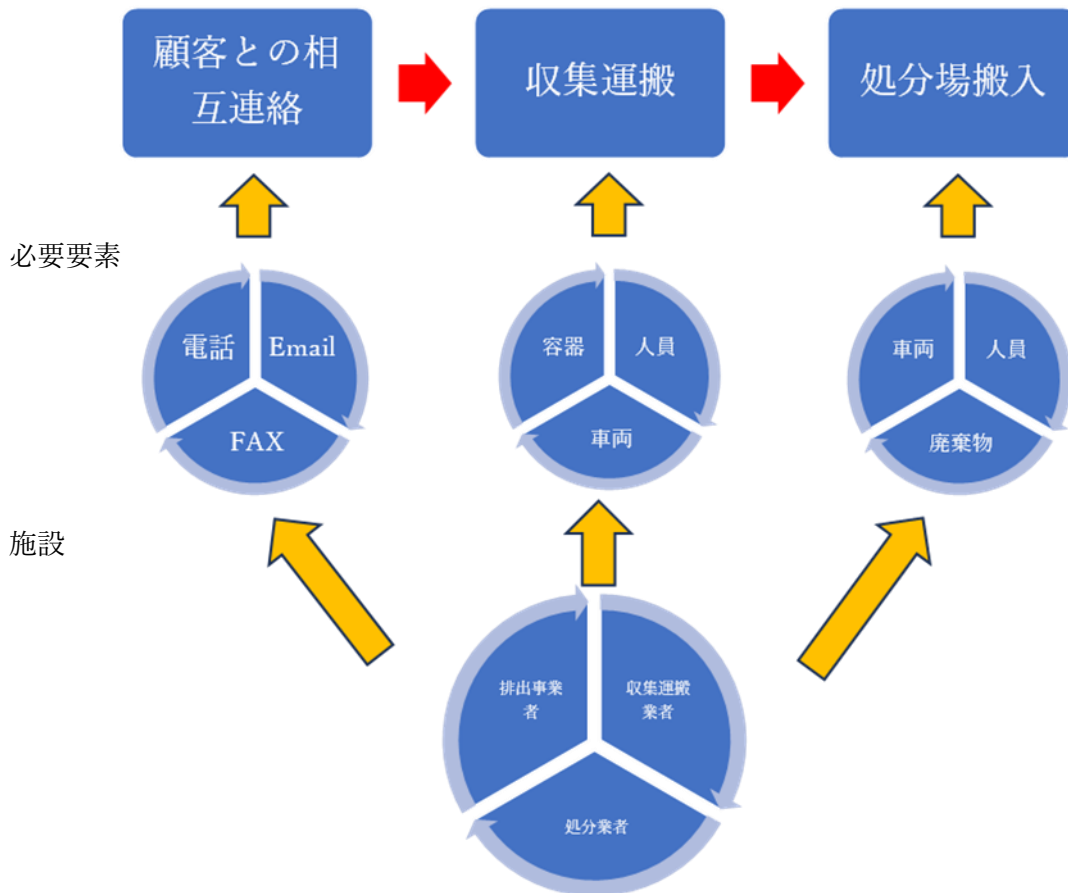 顧客との相
互連絡
収集運搬
処分場搬入
必要要素
電話
Email
FAX
容器
人員
車両
車両
人員
廃棄物
施設
排出事業
者
収集運搬
業者
処分業者